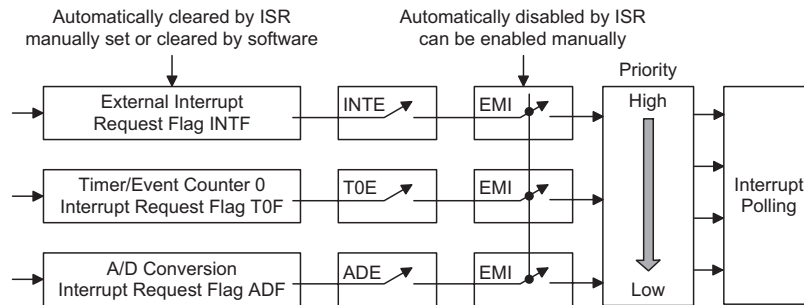 Automatically cleared by ISR
manually set or cleared by software
Automatically disabled by ISR
can be enabled manually
Priority
External Interrupt
Request Flag INTF
INTE
EMI
High
Timer/Event Counter 0
Interrupt Request Flag T0F
T0E
EMI
Interrupt
Polling
A/D Conversion
Interrupt Request Flag ADF
ADE
EMI
Low